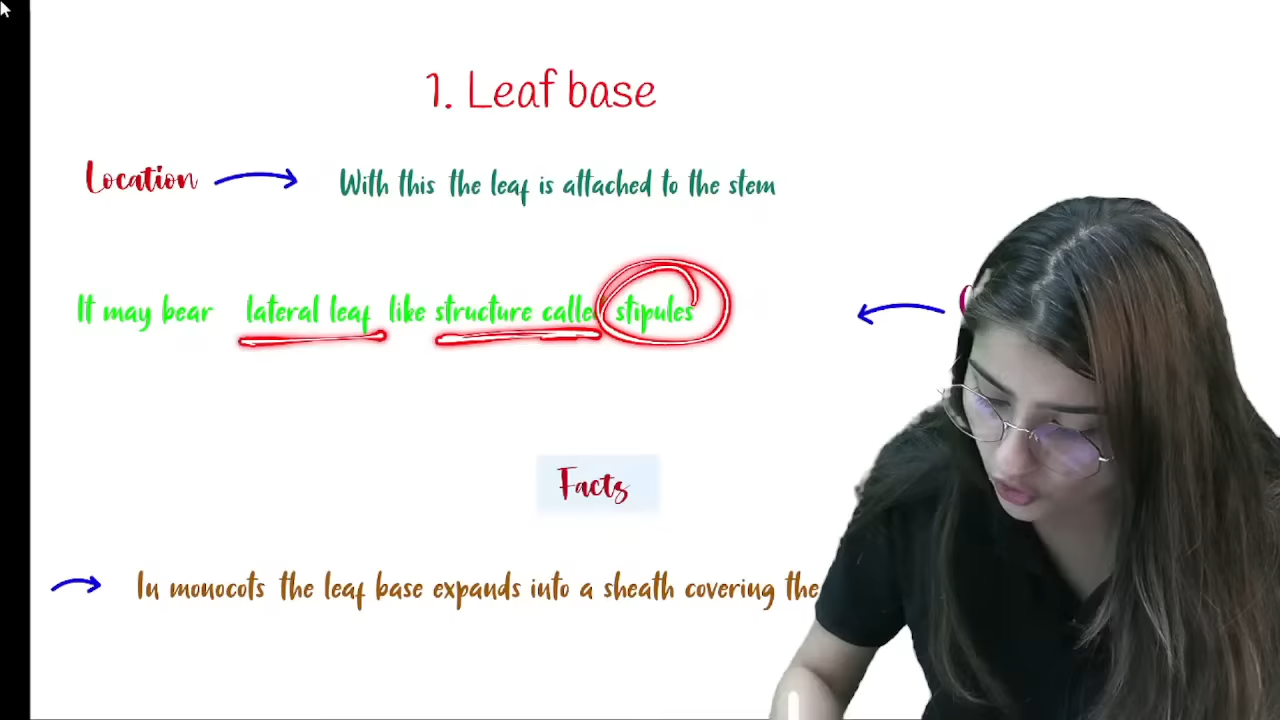 1. Leaf base
Location
With this the leaf is attached to the stem
It may bear lateral leaf like structure calle stipules
Facts
In monocots the leaf base expands into a sheath covering the